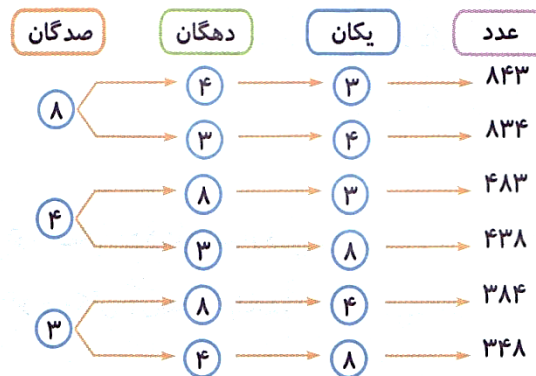 صدگان دهگان یکان عدد
۴ ۳ ۸۴۳
۸
۳ ۴ ۸۳۴
۸ ۳ ۴۸۳
۴
۳ ۸ ۴۳۸
۸ ۴ ۳۸۴
۳
۴ ۸ ۳۴۸